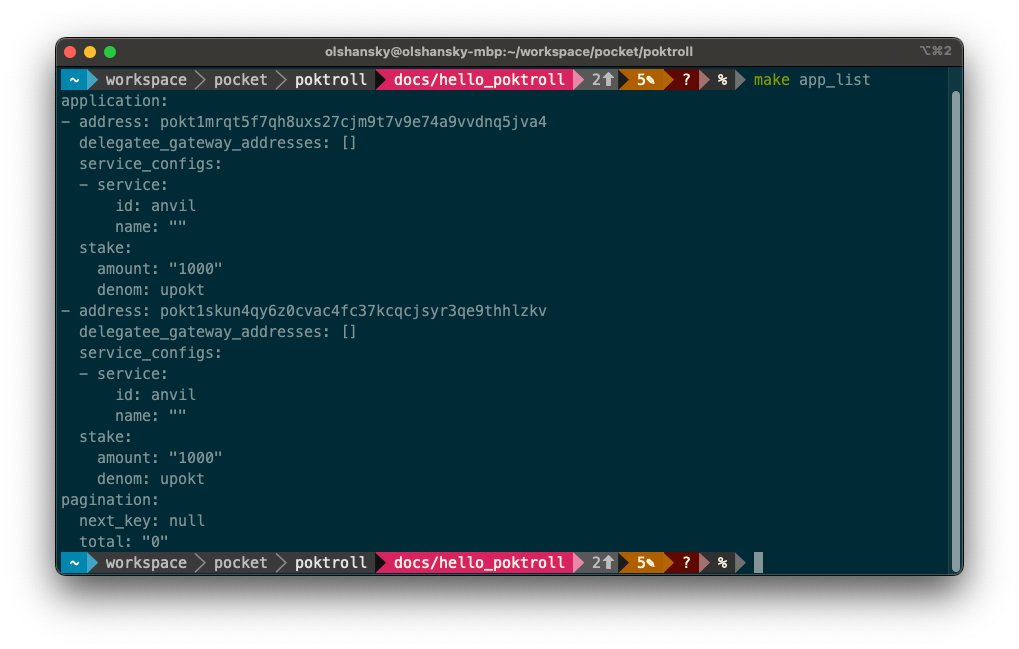 olshansky@olshansky-mbp:~/workspace/pocket/poktroll ⌥⌘2
~ workspace pocket poktroll docs/hello_poktroll 2⬆ 5✎ ? % make app_list
application:
- address: pokt1mrqt5f7qh8uxs27cjm9t7v9e74a9vvdnq5jva4
  delegatee_gateway_addresses: []
  service_configs:
  - service:
      id: anvil
      name: ""
  stake:
    amount: "1000"
    denom: upokt
- address: pokt1skun4qy6z0cvac4fc37kcqcjsyr3qe9thhlzkv
  delegatee_gateway_addresses: []
  service_configs:
  - service:
      id: anvil
      name: ""
  stake:
    amount: "1000"
    denom: upokt
pagination:
  next_key: null
  total: "0"
~ workspace pocket poktroll docs/hello_poktroll 2⬆ 5✎ ? %